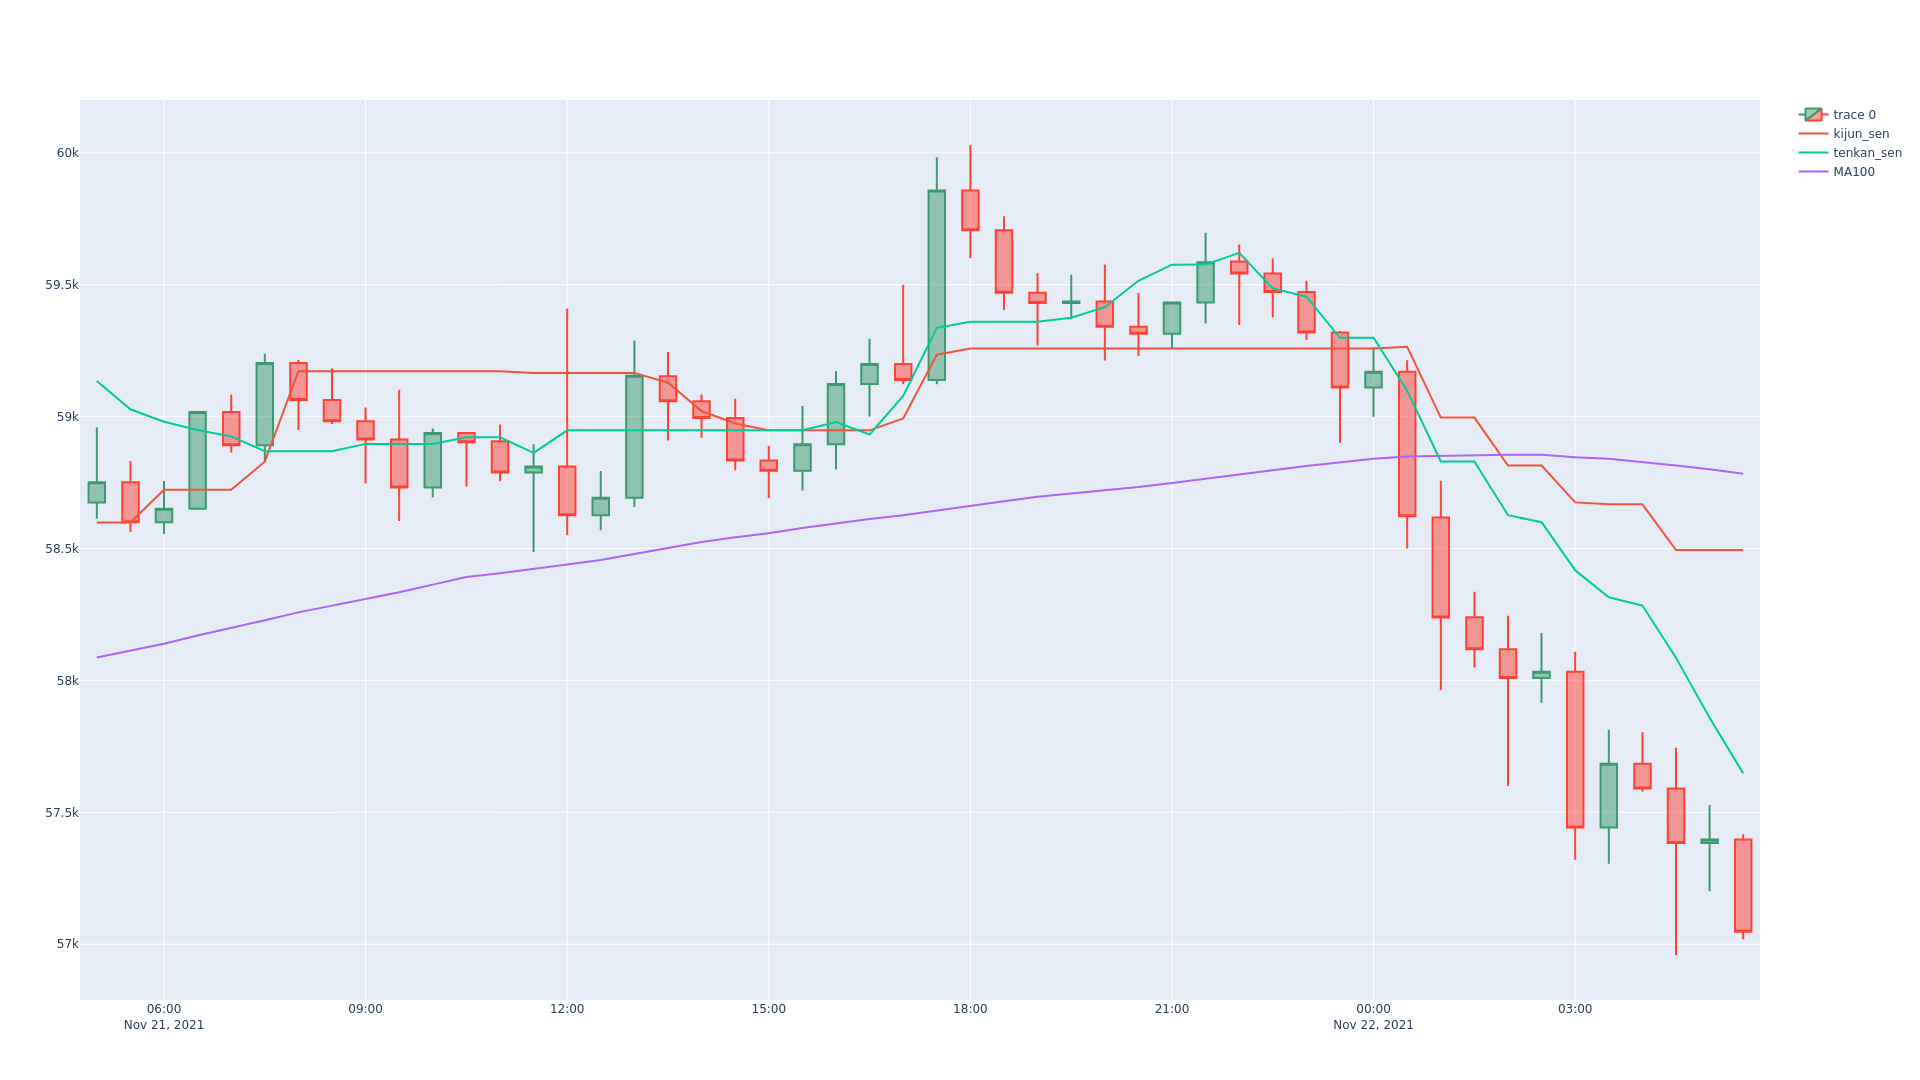 trace 0
kijun_sen
tenkan_sen
MA100
60k
59.5k
59k
58.5k
58k
57.5k
57k
06:00 09:00 12:00 15:00 18:00 21:00 00:00 03:00
Nov 21, 2021 Nov 22, 2021